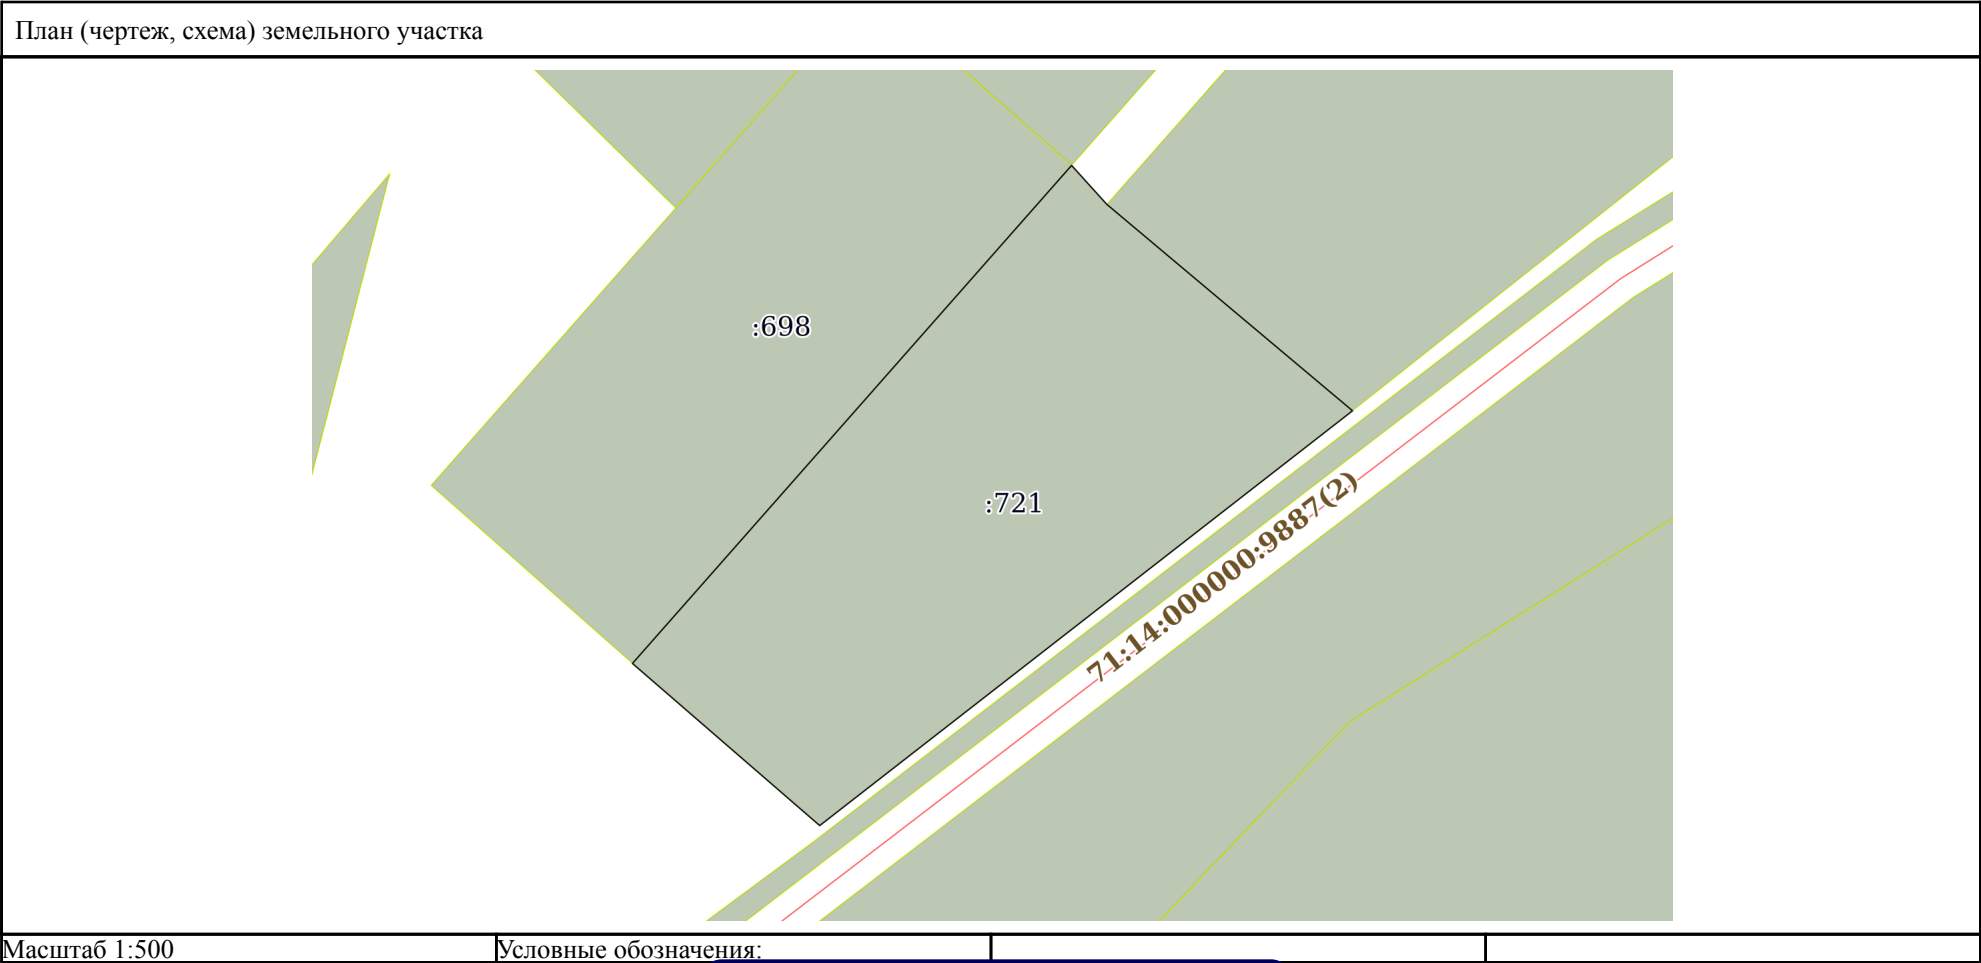 План (чертеж, схема) земельного участка
:698
:721
71:14:000000:9887(2)
Масштаб 1:500
Условные обозначения: